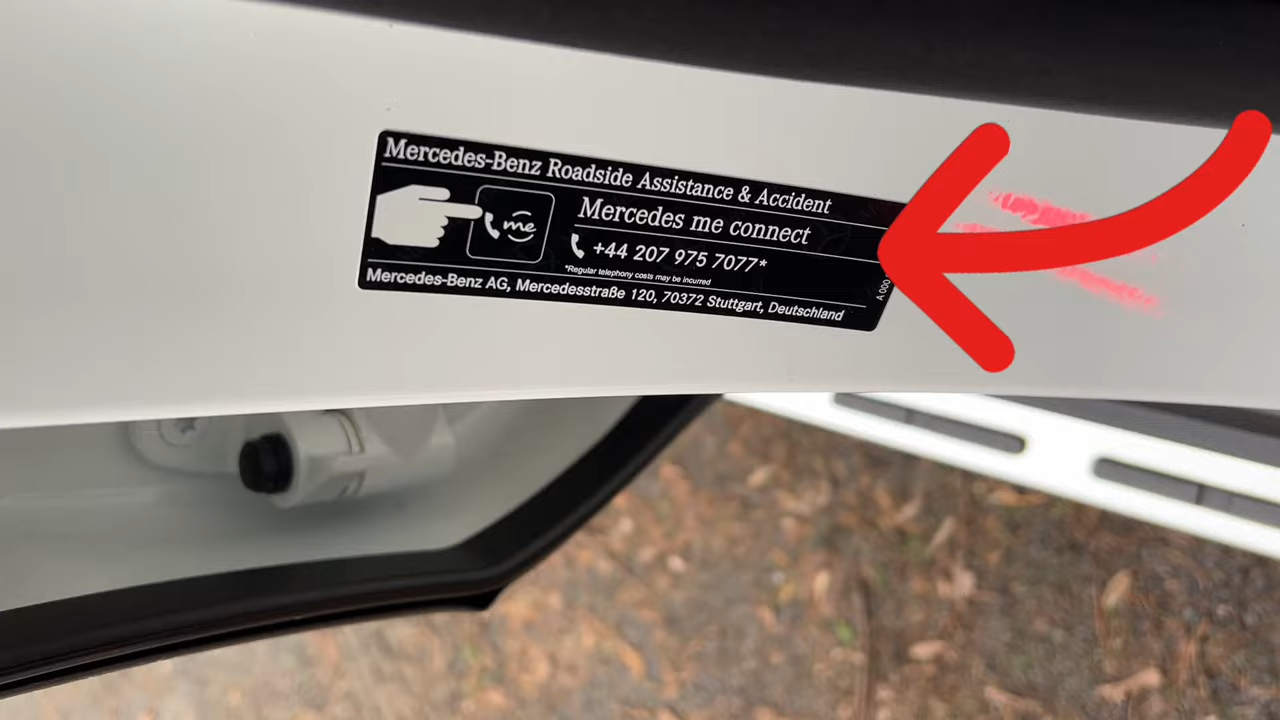 Mercedes-Benz Roadside Assistance & Accident
me
Mercedes me connect
+44 207 975 7077*
*Regular telephony costs may be incurred
Mercedes-Benz AG, Mercedesstraße 120, 70372 Stuttgart, Deutschland
A 000